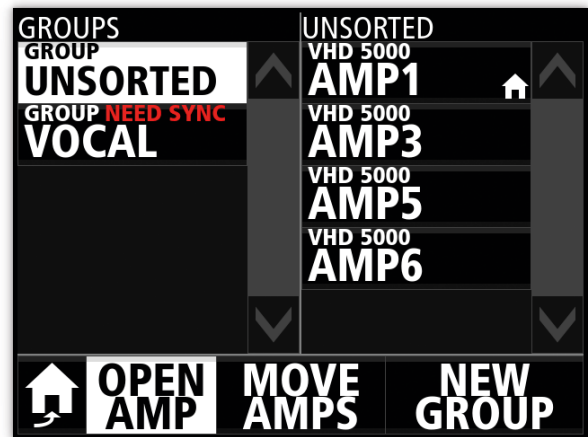 GROUPS
GROUP
UNSORTED
GROUP NEED SYNC
VOCAL
UNSORTED
VHD 5000
AMP1
VHD 5000
AMP3
VHD 5000
AMP5
VHD 5000
AMP6
OPEN
AMP
MOVE
AMPS
NEW
GROUP